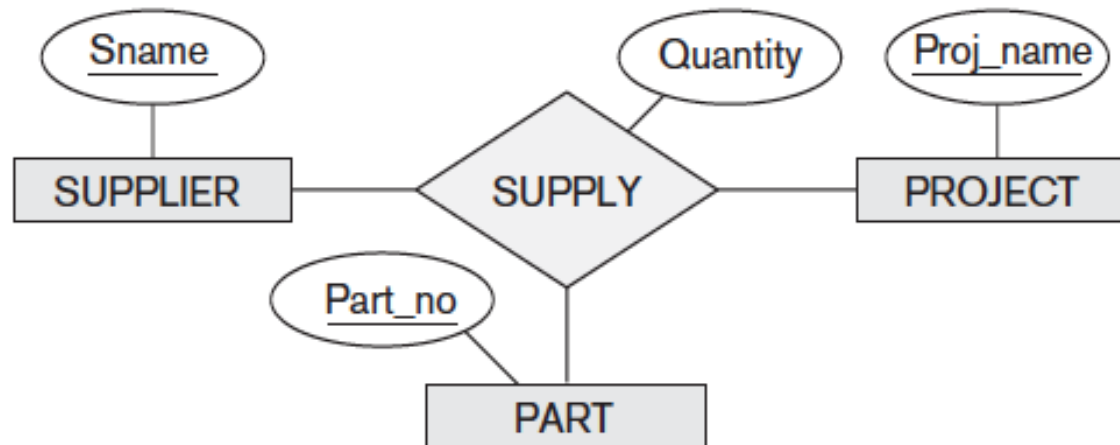 Sname
Quantity
Proj_name
SUPPLIER
SUPPLY
PROJECT
Part_no
PART